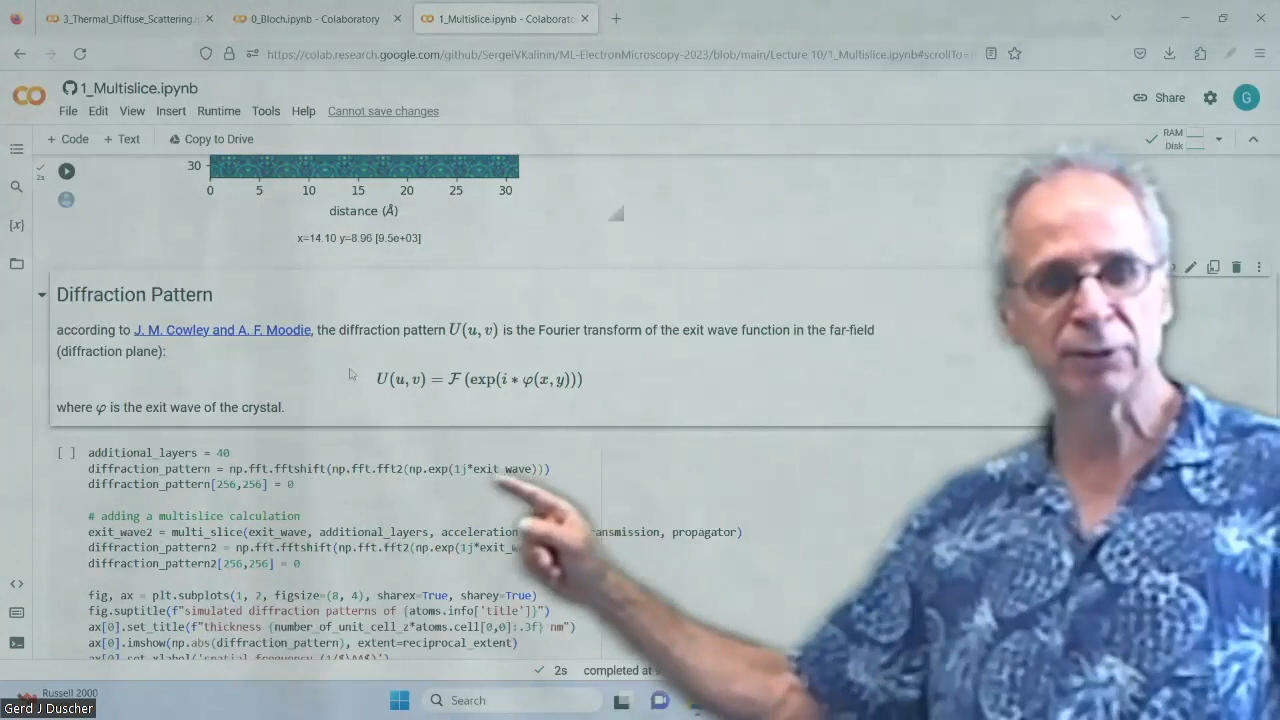 3_Thermal_Diffuse_Scattering.
0_Bloch.ipynb - Colaboratory
1_Multislice.ipynb - Colaborato
https://colab.research.google.com/github/SergeiVKalinin/ML-ElectronMicroscopy-2023/blob/main/Lecture 10/1_Multislice.ipynb#scrollTo=
1_Multislice.ipynb
Share
G
File Edit View Insert Runtime Tools Help Cannot save changes
+ Code + Text Copy to Drive
RAM
Disk
2s
30
0 5 10 15 20 25 30
distance (Å)
x=14.10 y=8.96 [9.5e+03]
{x}
Diffraction Pattern
according to J. M. Cowley and A. F. Moodie, the diffraction pattern U(u, v) is the Fourier transform of the exit wave function in the far-field
(diffraction plane):
U(u, v) = F (exp(i ∗ φ(x, y)))
where φ is the exit wave of the crystal.
[ ] additional_layers = 40
diffraction_pattern = np.fft.fftshift(np.fft.fft2(np.exp(1j*exit_wave)))
diffraction_pattern[256,256] = 0
# adding a multislice calculation
exit_wave2 = multi_slice(exit_wave, additional_layers, acceleration ansmission, propagator)
diffraction_pattern2 = np.fft.fftshift(np.fft.fft2(np.exp(1j*exit_w
diffraction_pattern2[256,256] = 0
fig, ax = plt.subplots(1, 2, figsize=(8, 4), sharex=True, sharey=True)
fig.suptitle(f"simulated diffraction patterns of {atoms.info['title']}")
ax[0].set_title(f"thickness {number_of_unit_cell_z*atoms.cell[0,0]:.3f} nm")
ax[0].imshow(np.abs(diffraction_pattern), extent=reciprocal_extent)
2s completed at
Russell 2000
Search
Gerd J Duscher